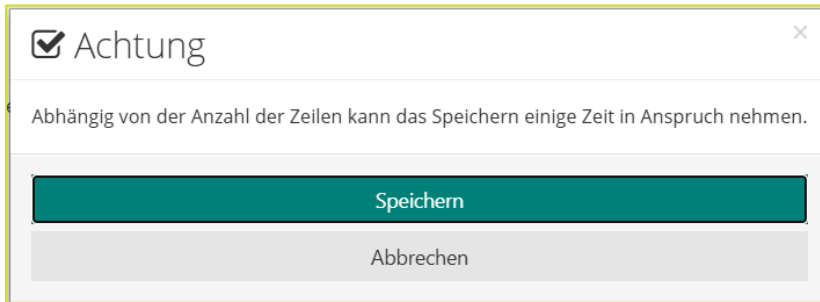 Achtung
Abhängig von der Anzahl der Zeilen kann das Speichern einige Zeit in Anspruch nehmen.
Speichern
Abbrechen